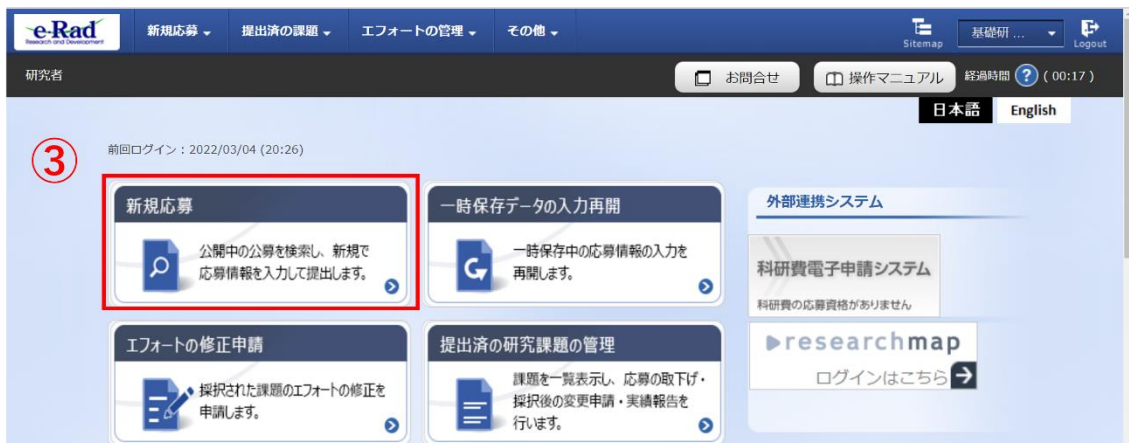 e-Rad
Research and Development
新規応募
提出済の課題
エフォートの管理
その他
Sitemap
基礎研 ...
Logout
研究者
お問合せ
操作マニュアル
経過時間 ? ( 00:17 )
日本語 English
③
前回ログイン：2022/03/04 (20:26)
新規応募
公開中の公募を検索し、新規で
応募情報を入力して提出します。
一時保存データの入力再開
一時保存中の応募情報の入力を
再開します。
外部連携システム
科研費電子申請システム
科研費の応募資格がありません
エフォートの修正申請
採択された課題のエフォートの修正を
申請します。
提出済の研究課題の管理
課題を一覧表示し、応募の取下げ・
採択後の変更申請・実績報告を
行います。
researchmap
ログインはこちら